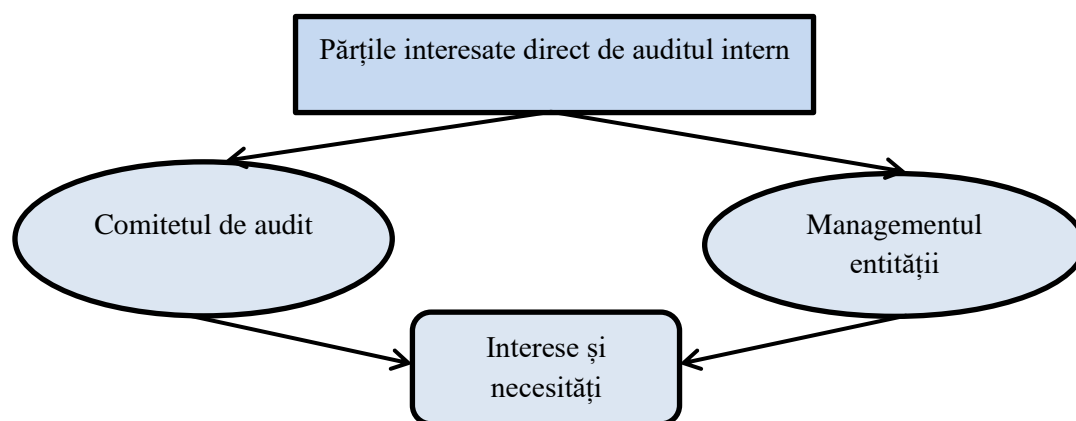 Părțile interesate direct de auditul intern
Comitetul de audit
Managementul
entității
Interese și
necesități